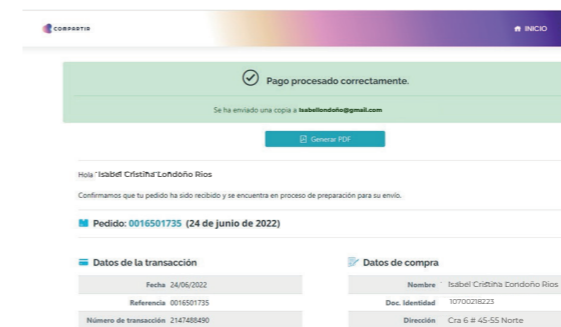 COMPARTIR
INICIO
Pago procesado correctamente.
Se ha enviado una copia a Isabellondoño@gmail.com
Generar PDF
Hola Isabel Cristiña Londoño Rios
Confirmamos que tu pedido ha sido recibido y se encuentra en proceso de preparación para su envío.
Pedido: 0016501735 (24 de junio de 2022)
Datos de la transacción
Fecha 24/06/2022
Referencia 0016501735
Número de transacción 2147488490
Datos de compra
Nombre Isabel Cristiña Londoño Rios
Doc. Identidad 10700218223
Dirección Cra 6 # 45-55 Norte